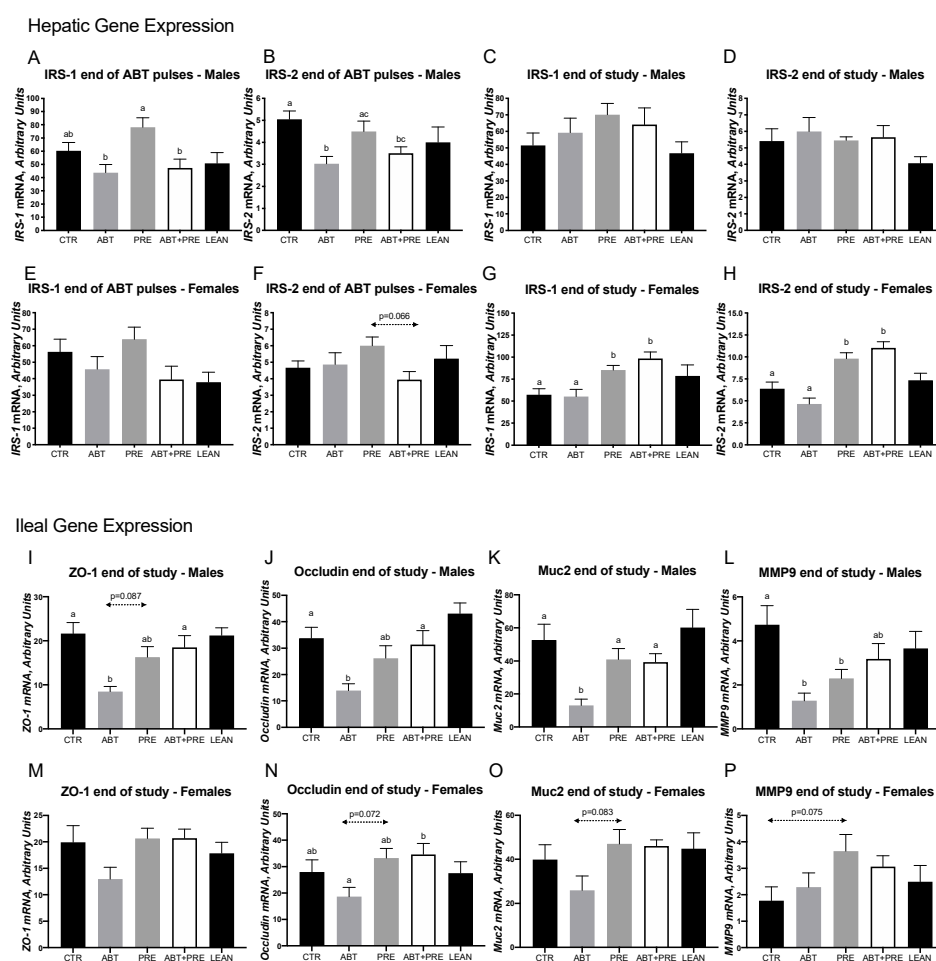 Hepatic Gene Expression
A
IRS-1 end of ABT pulses - Males
a
ab
b
b
100
90
80
70
60
50
40
30
20
10
0
IRS-1 mRNA, Arbitrary Units
CTR ABT PRE ABT+PRE LEAN
B
IRS-2 end of ABT pulses - Males
a
ac
b
bc
6
5
4
3
2
1
0
IRS-2 mRNA, Arbitrary Units
CTR ABT PRE ABT+PRE LEAN
C
IRS-1 end of study - Males
80
70
60
50
40
30
20
10
0
IRS-1 mRNA, Arbitrary Units
CTR ABT PRE ABT+PRE LEAN
D
IRS-2 end of study - Males
8
7
6
5
4
3
2
1
0
IRS-2 mRNA, Arbitrary Units
CTR ABT PRE ABT+PRE LEAN
E
IRS-1 end of ABT pulses - Females
80
70
60
50
40
30
20
10
0
IRS-1 mRNA, Arbitrary Units
CTR ABT PRE ABT+PRE LEAN
F
IRS-2 end of ABT pulses - Females
p=0.066
8
7
6
5
4
3
2
1
0
IRS-2 mRNA, Arbitrary Units
CTR ABT PRE ABT+PRE LEAN
G
IRS-1 end of study - Females
a a b b
150
125
100
75
50
25
0
IRS-1 mRNA, Arbitrary Units
CTR ABT PRE ABT+PRE LEAN
H
IRS-2 end of study - Females
a a b b
15.0
12.5
10.0
7.5
5.0
2.5
0.0
IRS-2 mRNA, Arbitrary Units
CTR ABT PRE ABT+PRE LEAN
Ileal Gene Expression
I
ZO-1 end of study - Males
p=0.087
a b ab a
30
20
10
0
ZO-1 mRNA, Arbitrary Units
CTR ABT PRE ABT+PRE LEAN
J
Occludin end of study - Males
a b ab a
50
40
30
20
10
0
Occludin mRNA, Arbitrary Units
CTR ABT PRE ABT+PRE LEAN
K
Muc2 end of study - Males
a b a a
80
60
40
20
0
Muc2 mRNA, Arbitrary Units
CTR ABT PRE ABT+PRE LEAN
L
MMP9 end of study - Males
a b b ab
6
4
2
0
MMP9 mRNA, Arbitrary Units
CTR ABT PRE ABT+PRE LEAN
M
ZO-1 end of study - Females
25
20
15
10
5
0
ZO-1 mRNA, Arbitrary Units
CTR ABT PRE ABT+PRE LEAN
N
Occludin end of study - Females
p=0.072
ab a ab b
50
40
30
20
10
0
Occludin mRNA, Arbitrary Units
CTR ABT PRE ABT+PRE LEAN
O
Muc2 end of study - Females
p=0.083
60
40
20
0
Muc2 mRNA, Arbitrary Units
CTR ABT PRE ABT+PRE LEAN
P
MMP9 end of study - Females
p=0.075
5
4
3
2
1
0
MMP9 mRNA, Arbitrary Units
CTR ABT PRE ABT+PRE LEAN